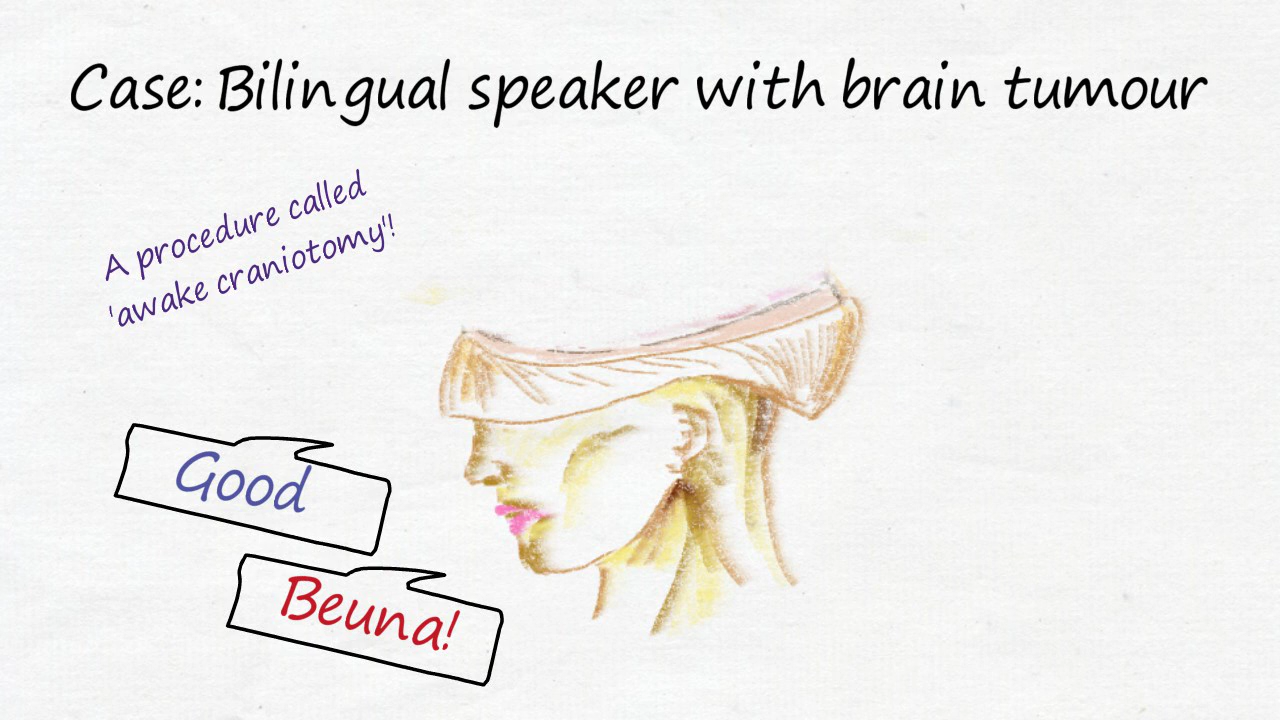 Case: Bilingual speaker with brain tumour
A procedure called
'awake craniotomy'!
Good
Beuna!